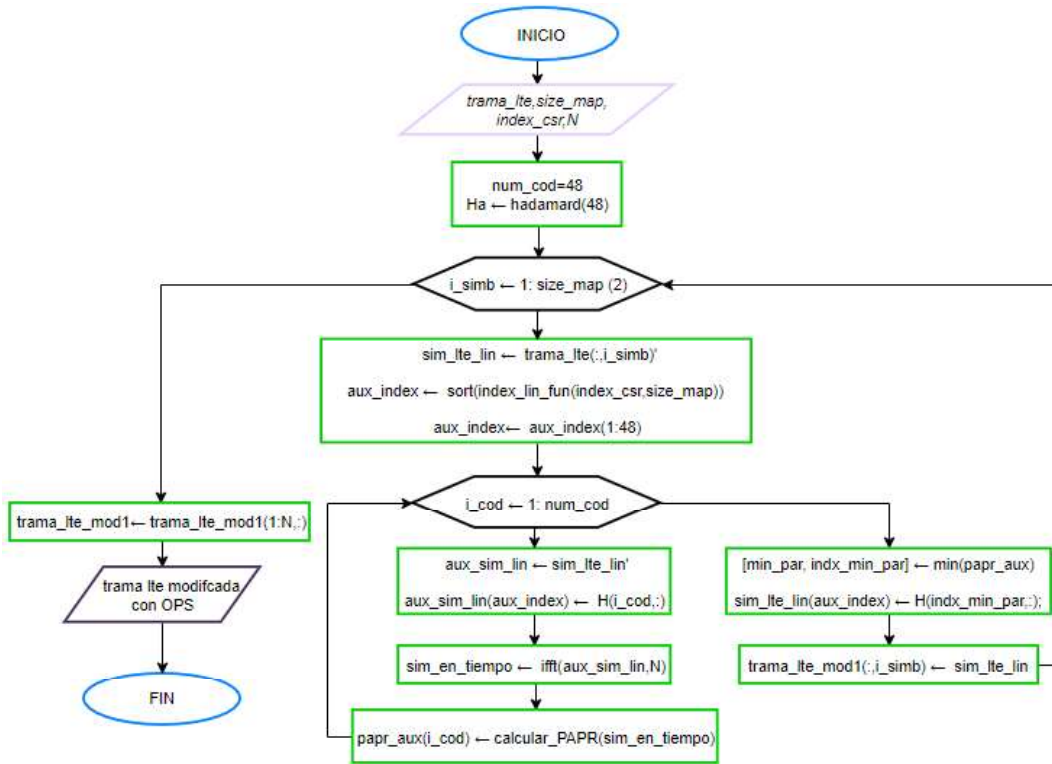 INICIO
trama_lte,size_map,
index_csr,N
num_cod=48
Ha ← hadamard(48)
i_simb ← 1: size_map (2)
sim_lte_lin ← trama_lte(:,i_simb)'
aux_index ← sort(index_lin_fun(index_csr,size_map))
aux_index← aux_index(1:48)
i_cod ← 1: num_cod
aux_sim_lin ← sim_lte_lin'
aux_sim_lin(aux_index) ← H(i_cod,:)
sim_en_tiempo ← ifft(aux_sim_lin,N)
papr_aux(i_cod) ← calcular_PAPR(sim_en_tiempo)
[min_par, indx_min_par] ← min(papr_aux)
sim_lte_lin(aux_index) ← H(indx_min_par,:);
trama_lte_mod1(:,i_simb) ← sim_lte_lin
trama_lte_mod1← trama_lte_mod1(1:N,:)
trama lte modifcada
con OPS
FIN